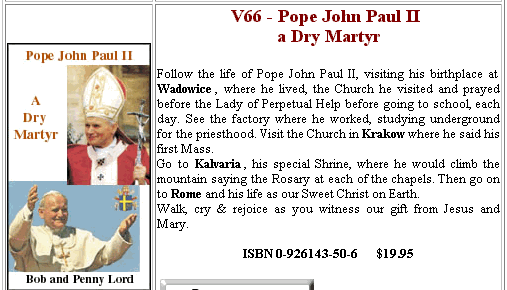 V66 - Pope John Paul II
a Dry Martyr
Pope John Paul II
A
Dry
Martyr
Bob and Penny Lord
Follow the life of Pope John Paul II, visiting his birthplace at
Wadowice, where he lived, the Church he visited and prayed
before the Lady of Perpetual Help before going to school, each
day. See the factory where he worked, studying underground
for the priesthood. Visit the Church in Krakow where he said his
first Mass.
Go to Kalvaria, his special Shrine, where he would climb the
mountain saying the Rosary at each of the chapels. Then go on
to Rome and his life as our Sweet Christ on Earth.
Walk, cry & rejoice as you witness our gift from Jesus and
Mary.
ISBN 0-926143-50-6 $19.95